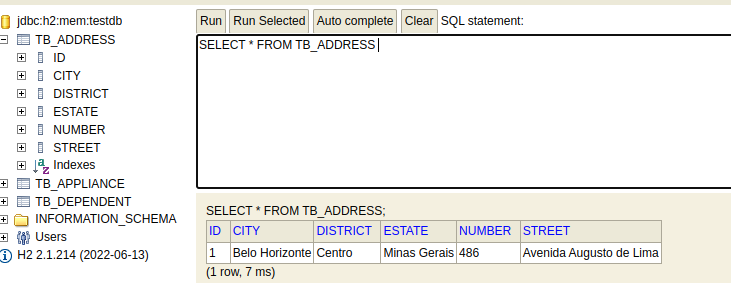 jdbc:h2:mem:testdb
TB_ADDRESS
ID
CITY
DISTRICT
ESTATE
NUMBER
STREET
Indexes
TB_APPLIANCE
TB_DEPENDENT
INFORMATION_SCHEMA
Users
H2 2.1.214 (2022-06-13)
Run Run Selected Auto complete Clear SQL statement:
SELECT * FROM TB_ADDRESS
SELECT * FROM TB_ADDRESS;
ID CITY DISTRICT ESTATE NUMBER STREET
1 Belo Horizonte Centro Minas Gerais 486 Avenida Augusto de Lima
(1 row, 7 ms)